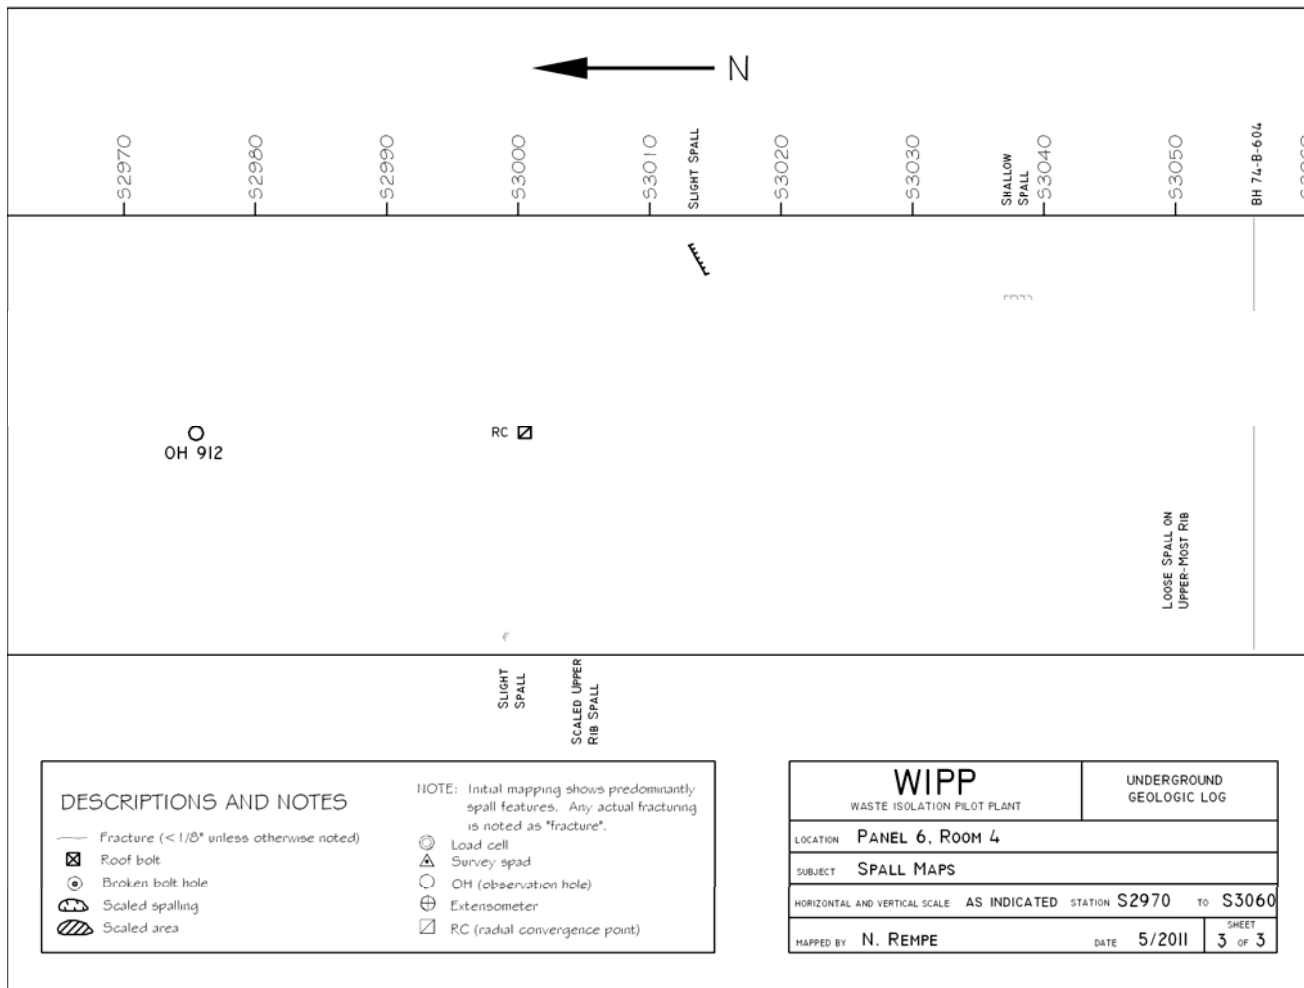 N
S2970
S2980
S2990
S3000
S3010
SLIGHT SPALL
S3020
S3030
SHALLOW
SPALL
S3040
S3050
BH 74-B-604
S3060
OH 912
RC
LOOSE SPALL ON
UPPER-MOST RIB
SLIGHT
SPALL
SCALED UPPER
RIB SPALL
DESCRIPTIONS AND NOTES
Fracture (<1/8" unless otherwise noted)
Roof bolt
Broken bolt hole
Scaled spalling
Scaled area
NOTE: Initial mapping shows predominantly
spall features. Any actual fracturing
is noted as "fracture".
Load cell
Survey spad
OH (observation hole)
Extensometer
RC (radial convergence point)
WIPP
WASTE ISOLATION PILOT PLANT
UNDERGROUND
GEOLOGIC LOG
LOCATION PANEL 6, ROOM 4
SUBJECT SPALL MAPS
HORIZONTAL AND VERTICAL SCALE AS INDICATED STATION S2970 TO S3060
MAPPED BY N. REMPE DATE 5/2011
SHEET
3 OF 3